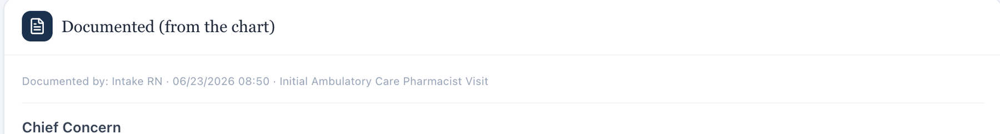 Documented (from the chart)
Documented by: Intake RN · 06/23/2026 08:50 · Initial Ambulatory Care Pharmacist Visit
Chief Concern